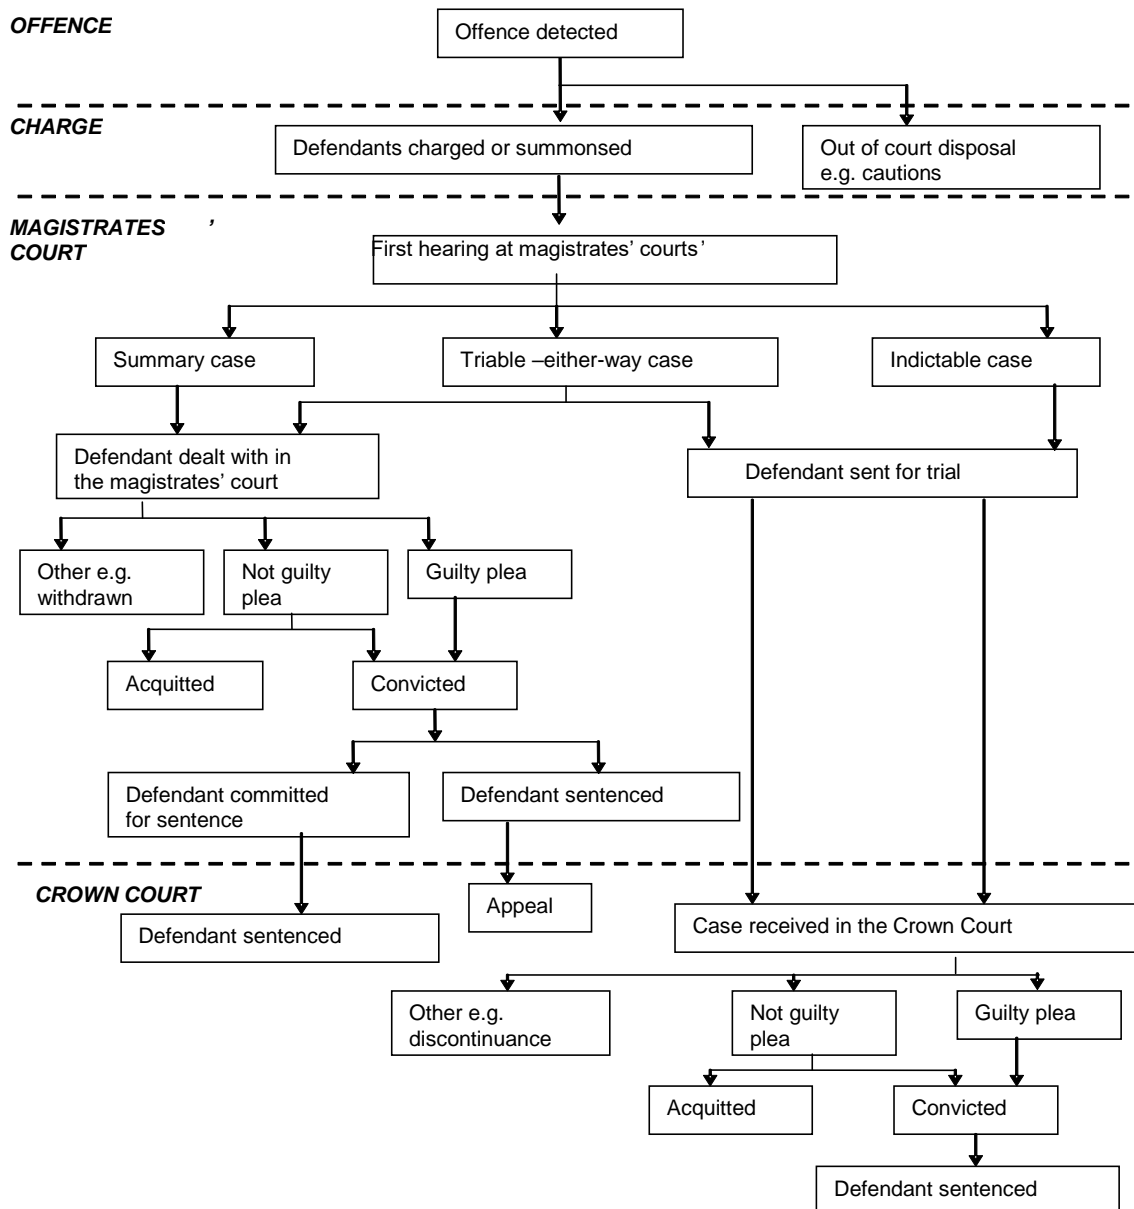 OFFENCE
Offence detected
CHARGE
Defendants charged or summonsed
Out of court disposal
e.g. cautions
MAGISTRATES ’
COURT
First hearing at magistrates’ courts’
Summary case
Triable –either-way case
Indictable case
Defendant dealt with in
the magistrates’ court
Defendant sent for trial
Other e.g.
withdrawn
Not guilty
plea
Guilty plea
Acquitted
Convicted
Defendant committed
for sentence
Defendant sentenced
CROWN COURT
Appeal
Defendant sentenced
Case received in the Crown Court
Other e.g.
discontinuance
Not guilty
plea
Guilty plea
Acquitted
Convicted
Defendant sentenced